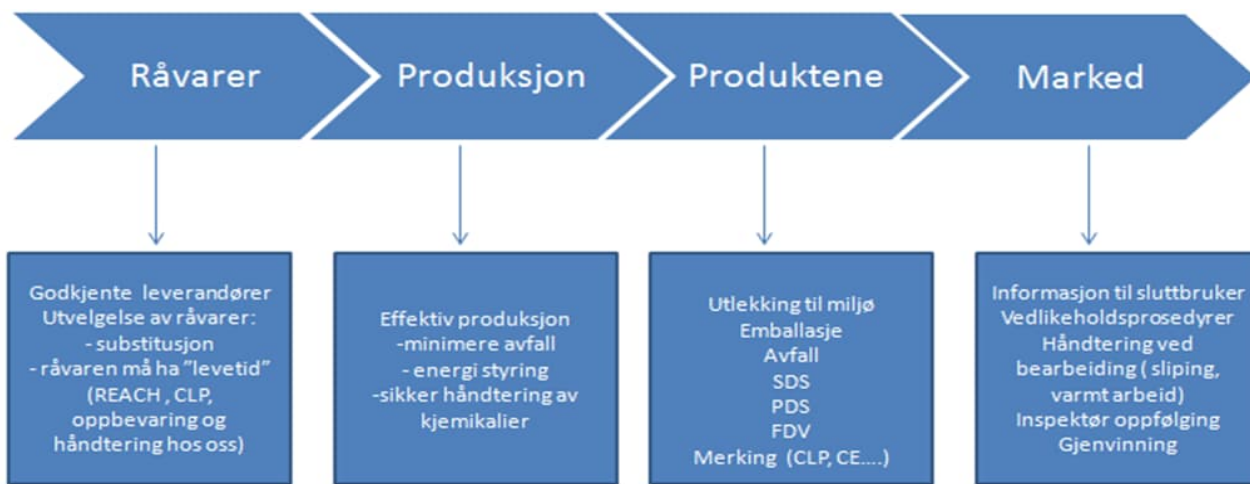 Råvarer
Produksjon
Produktene
Marked
Godkjente leverandører
Utvelgelse av råvarer:
- substitusjon
- råvaren må ha ”levetid”
(REACH , CLP,
oppbevaring og
håndtering hos oss)
Effektiv produksjon
-minimere avfall
- energi styring
-sikker håndtering av
kjemikalier
Utlekking til miljø
Emballasje
Avfall
SDS
PDS
FDV
Merking (CLP, CE....)
Informasjon til sluttbruker
Vedlikeholdsprosedyrer
Håndtering ved
bearbeiding ( sliping,
varmt arbeid)
Inspektør oppfølging
Gjenvinning